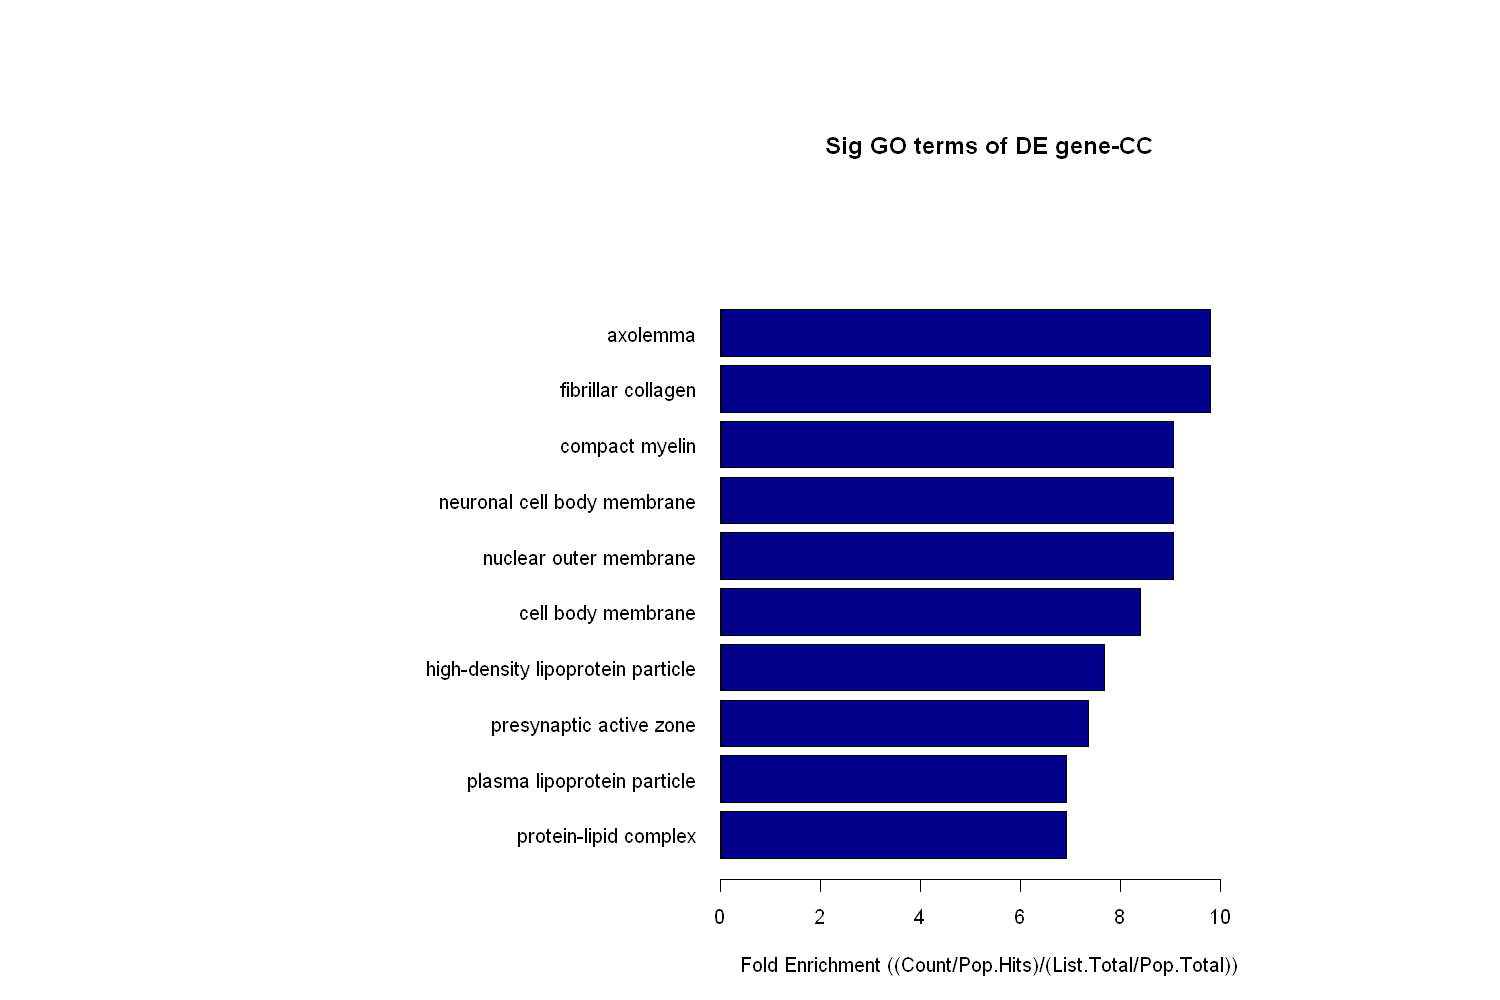 Sig GO terms of DE gene-CC
axolemma
fibrillar collagen
compact myelin
neuronal cell body membrane
nuclear outer membrane
cell body membrane
high-density lipoprotein particle
presynaptic active zone
plasma lipoprotein particle
protein-lipid complex
0 2 4 6 8 10
Fold Enrichment ((Count/Pop.Hits)/(List.Total/Pop.Total))